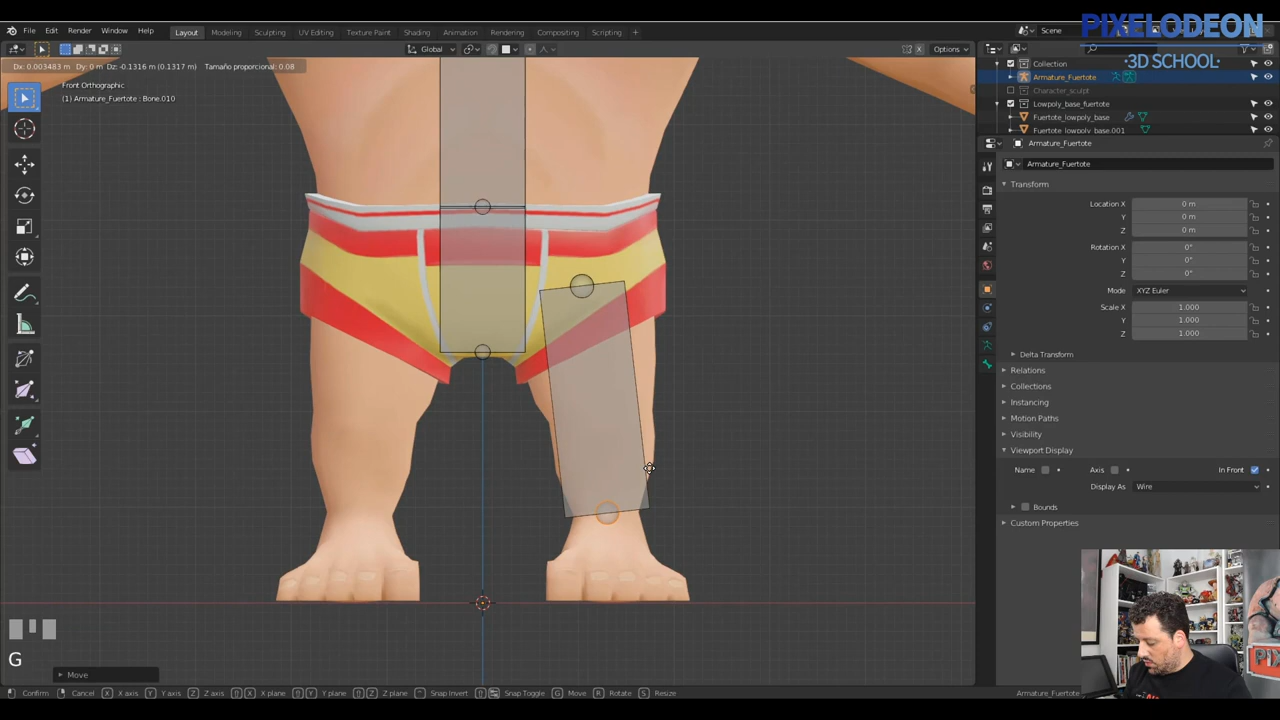 PIXELODEON
·3D SCHOOL·
File Edit Render Window Help Layout Modeling Sculpting UV Editing Texture Paint Shading Animation Rendering Compositing Scripting + Scene
Global Options
Dx: 0.003483 m Dy: 0 m Dz: -0.1316 m (0.1317 m) Tamaño proporcional: 0.08
Front Orthographic
(1) Armature_Fuertote : Bone.010
Collection
Armature_Fuertote
Character_sculpt
Lowpoly_base_fuertote
Fuertote_lowpoly_base
Fuertote_lowpoly_base.001
Armature_Fuertote
Armature_Fuertote
Transform
Location X 0 m
Y 0 m
Z 0 m
Rotation X 0°
Y 0°
Z 0°
Mode XYZ Euler
Scale X 1.000
Y 1.000
Z 1.000
Delta Transform
Relations
Collections
Instancing
Motion Paths
Visibility
Viewport Display
Name Axis In Front
Display As Wire
Bounds
Custom Properties
G
Move
Confirm Cancel X X axis Y Y axis Z Z axis X X plane Y Y plane Z Z plane Snap Invert Snap Toggle G Move R Rotate S Resize Armature_Fuertote